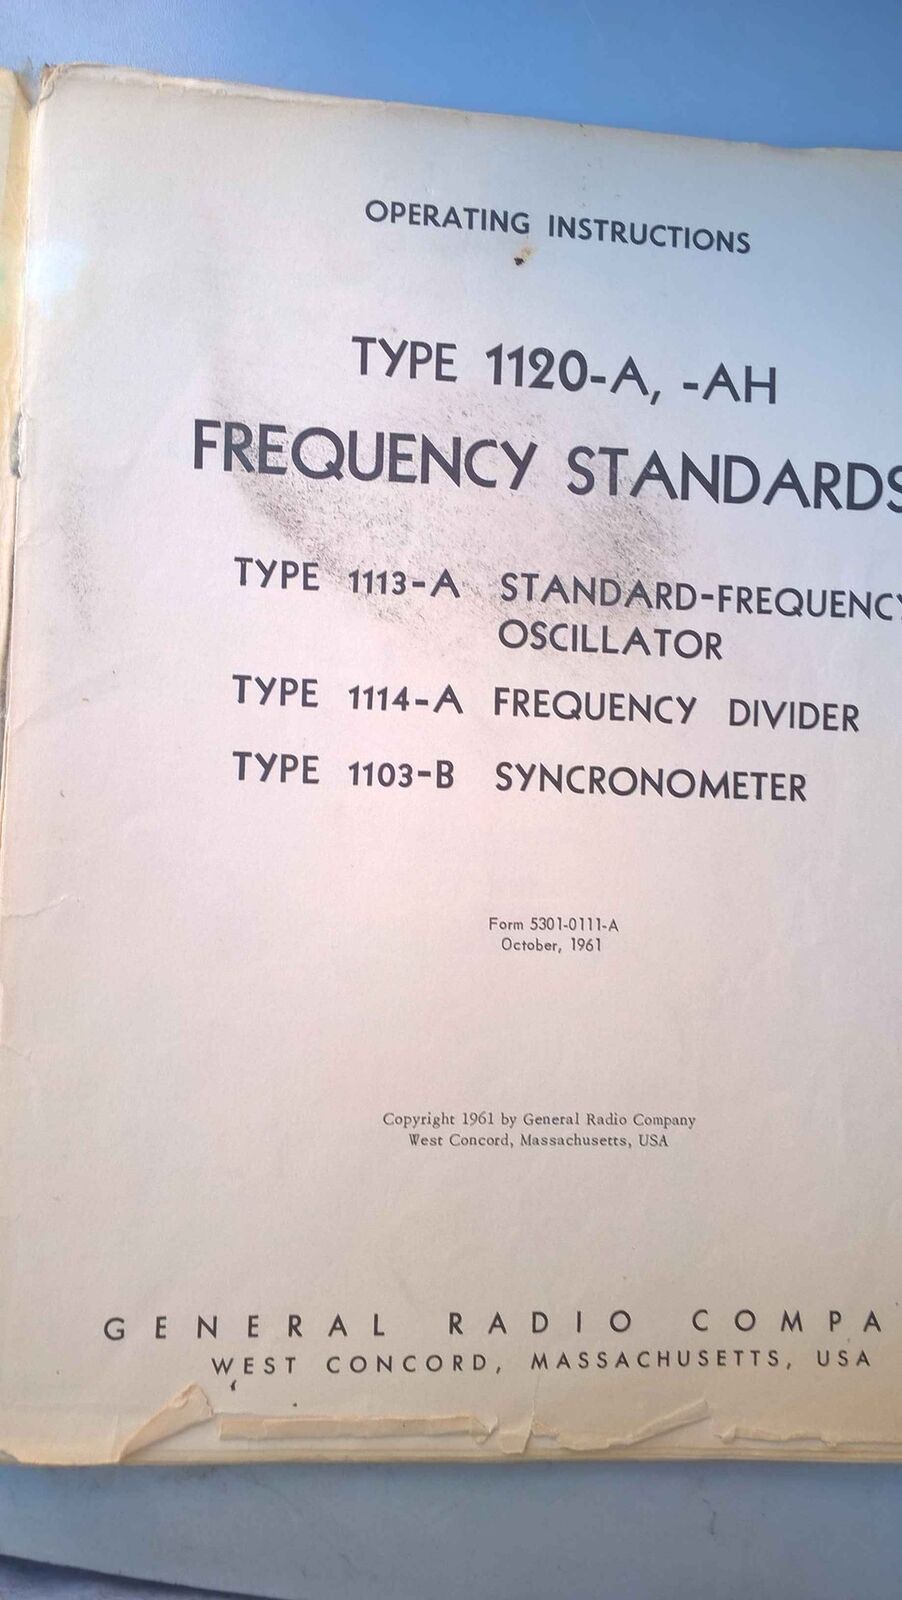 OPERATING INSTRUCTIONS
TYPE 1120-A, -AH
FREQUENCY STANDARDS
TYPE 1113-A STANDARD-FREQUENCY
OSCILLATOR
TYPE 1114-A FREQUENCY DIVIDER
TYPE 1103-B SYNCRONOMETER
Form 5301-0111-A
October, 1961
Copyright 1961 by General Radio Company
West Concord, Massachusetts, USA
GENERAL RADIO COMPA
WEST CONCORD, MASSACHUSETTS, USA